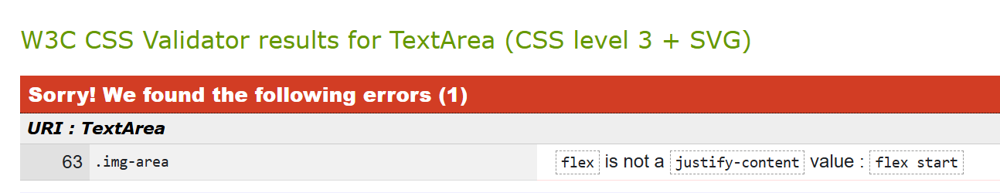 W3C CSS Validator results for TextArea (CSS level 3 + SVG)
Sorry! We found the following errors (1)
URI : TextArea
63 .img-area flex is not a justify-content value : flex start